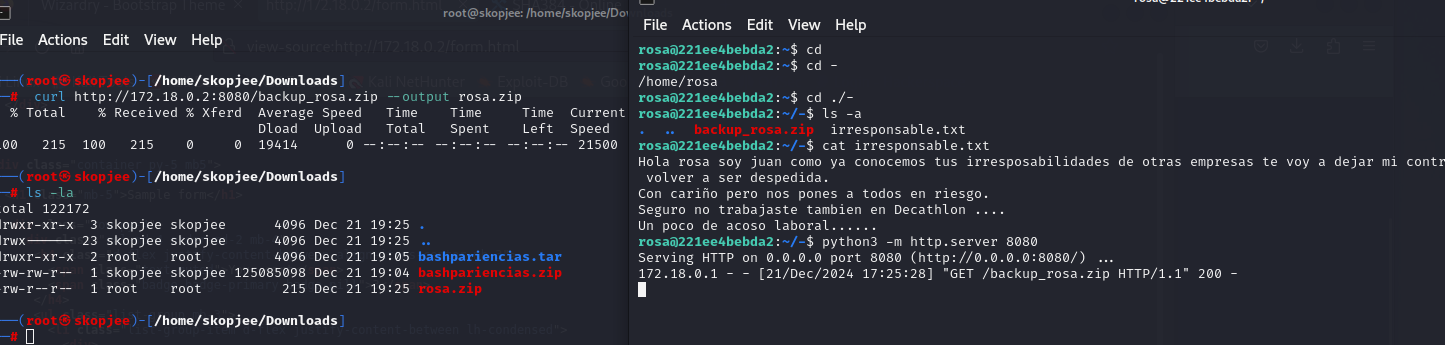 Wizardry - Bootstrap Theme
http://172.18.0.2/form.html
root@skopjee: /home/skopjee/Downloads
File Actions Edit View Help
view-source:http://172.18.0.2/form.html
Kali NetHunter Exploit-DB
(root㉿skopjee)-[/home/skopjee/Downloads]
# curl http://172.18.0.2:8080/backup_rosa.zip --output rosa.zip
% Total % Received % Xferd Average Speed Time Time Time Current
Dload Upload Total Spent Left Speed
100 215 100 215 0 0 19414 0 --:--:-- --:--:-- --:--:-- 21500
(root㉿skopjee)-[/home/skopjee/Downloads]
# ls -la
total 122172
drwxr-xr-x 3 skopjee skopjee 4096 Dec 21 19:25 .
drwx------ 23 skopjee skopjee 4096 Dec 21 19:25 ..
drwxr-xr-x 2 root root 4096 Dec 21 19:05 bashpariencias.tar
-rw-rw-r-- 1 skopjee skopjee 125085098 Dec 21 19:04 bashpariencias.zip
-rw-r--r-- 1 root root 215 Dec 21 19:25 rosa.zip
(root㉿skopjee)-[/home/skopjee/Downloads]
#
File Actions Edit View Help
rosa@221ee4bebda2:~$ cd
rosa@221ee4bebda2:~$ cd -
/home/rosa
rosa@221ee4bebda2:~$ cd ./-
rosa@221ee4bebda2:~/-$ ls -a
. .. backup_rosa.zip irresponsable.txt
rosa@221ee4bebda2:~/-$ cat irresponsable.txt
Hola rosa soy juan como ya conocemos tus irresposabilidades de otras empresas te voy a dejar mi contr
volver a ser despedida.
Con cariño pero nos pones a todos en riesgo.
Seguro no trabajaste tambien en Decathlon ....
Un poco de acoso laboral......
rosa@221ee4bebda2:~/-$ python3 -m http.server 8080
Serving HTTP on 0.0.0.0 port 8080 (http://0.0.0.0:8080/) ...
172.18.0.1 - - [21/Dec/2024 17:25:28] "GET /backup_rosa.zip HTTP/1.1" 200 -